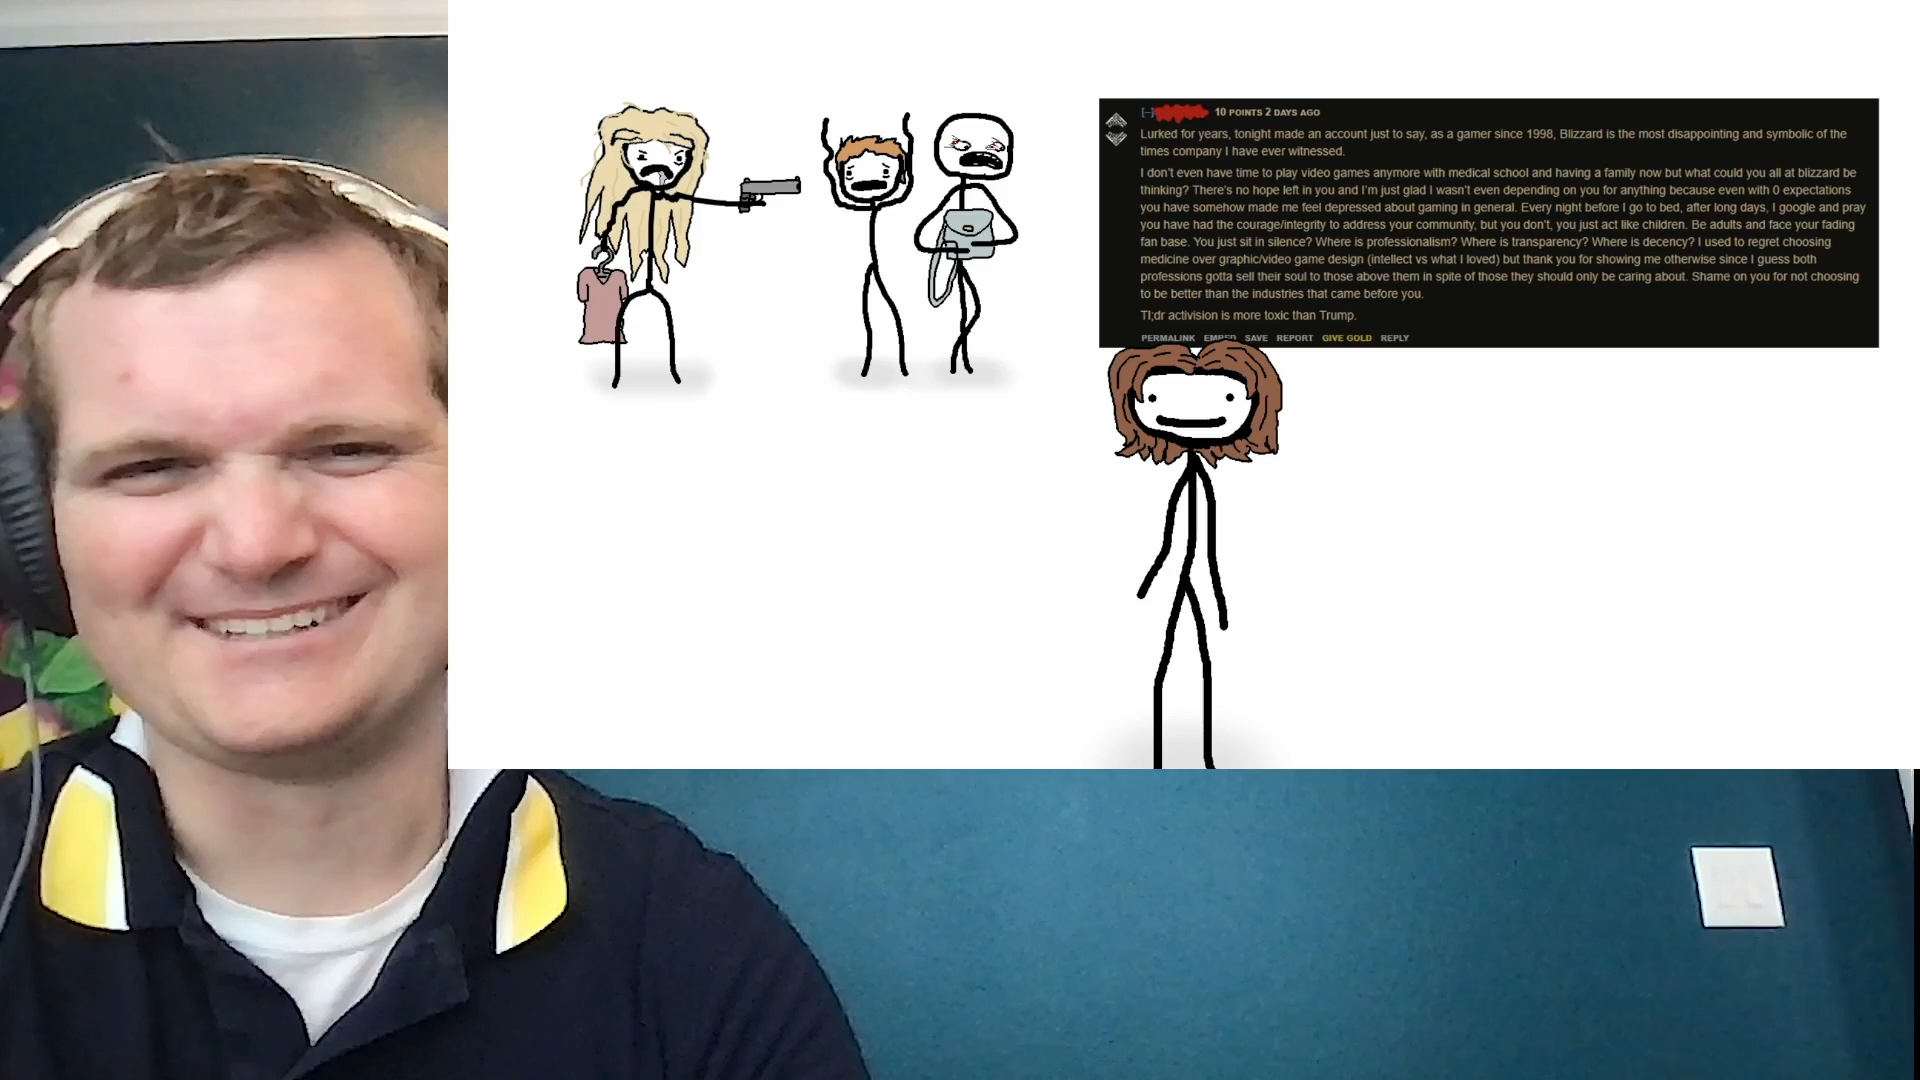 [-] 10 POINTS 2 DAYS AGO
Lurked for years, tonight made an account just to say, as a gamer since 1998, Blizzard is the most disappointing and symbolic of the
times company I have ever witnessed.
I don't even have time to play video games anymore with medical school and having a family now but what could you all at blizzard be
thinking? There's no hope left in you and I'm just glad I wasn't even depending on you for anything because even with 0 expectations
you have somehow made me feel depressed about gaming in general. Every night before I go to bed, after long days, I google and pray
you have had the courage/integrity to address your community, but you don't, you just act like children. Be adults and face your fading
fan base. You just sit in silence? Where is professionalism? Where is transparency? Where is decency? I used to regret choosing
medicine over graphic/video game design (intellect vs what I loved) but thank you for showing me otherwise since I guess both
professions gotta sell their soul to those above them in spite of those they should only be caring about. Shame on you for not choosing
to be better than the industries that came before you.
Tl;dr activision is more toxic than Trump.
PERMALINK EMBED SAVE REPORT GIVE GOLD REPLY